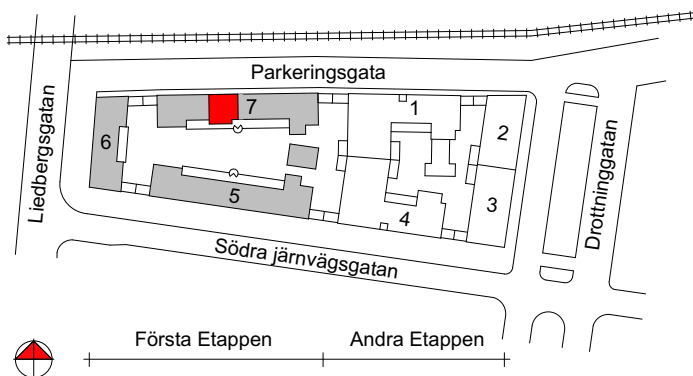 Parkeringsgata
Liedbergsgatan
7
1
2
6
5
4
3
Drottninggatan
Södra järnvägsgatan
Första Etappen
Andra Etappen